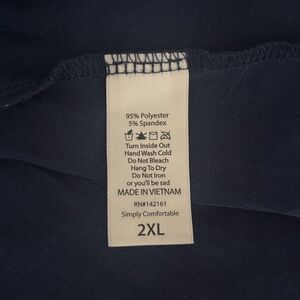 95% Polyester
5% Spandex
Turn Inside Out
Hand Wash Cold
Do Not Bleach
Hang To Dry
Do Not Iron
or you'll be sad
MADE IN VIETNAM
RN#142161
Simply Comfortable
2XL